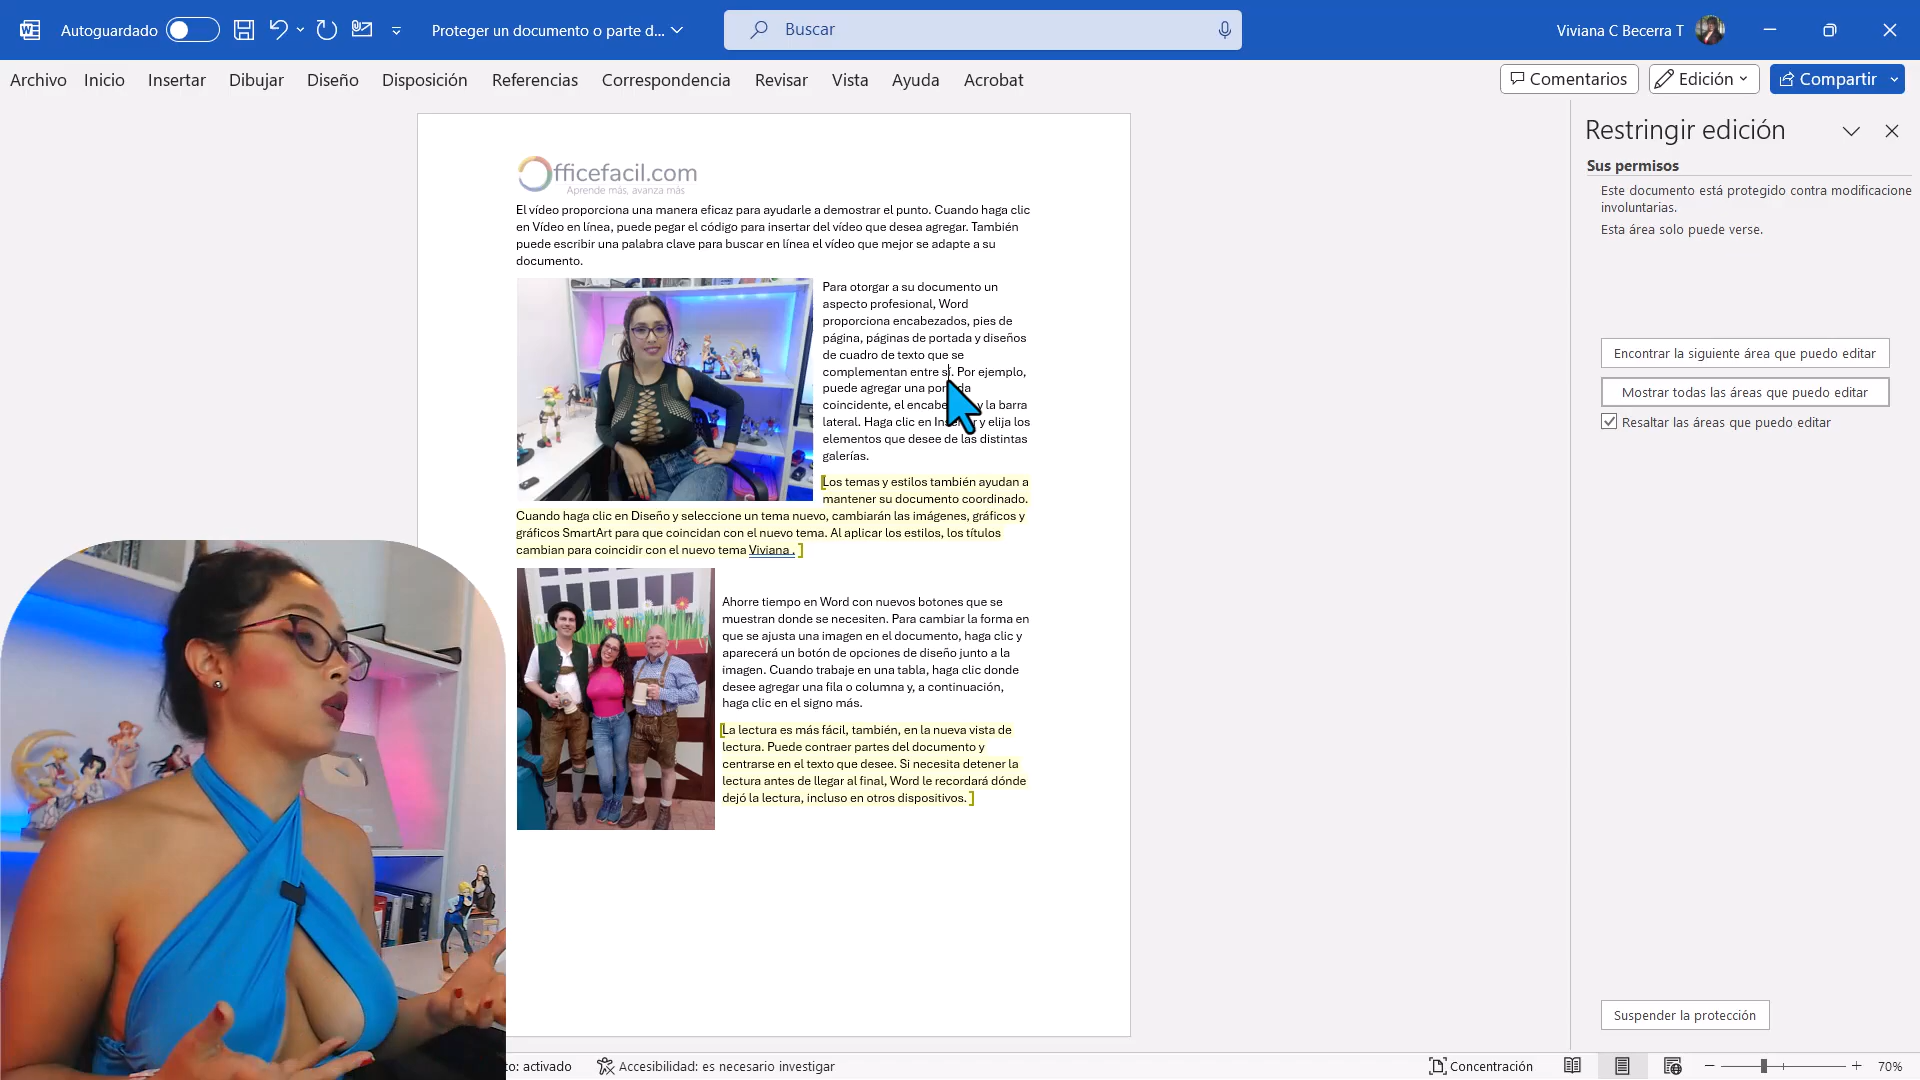 Autoguardado
Proteger un documento o parte d...
Buscar
Viviana C Becerra T
Archivo Inicio Insertar Dibujar Diseño Disposición Referencias Correspondencia Revisar Vista Ayuda Acrobat
Comentarios Edición Compartir
fficefacil.com
Aprende más, avanza más
El vídeo proporciona una manera eficaz para ayudarle a demostrar el punto. Cuando haga clic
en Vídeo en línea, puede pegar el código para insertar del vídeo que desea agregar. También
puede escribir una palabra clave para buscar en línea el vídeo que mejor se adapte a su
documento.
Para otorgar a su documento un
aspecto profesional, Word
proporciona encabezados, pies de
página, páginas de portada y diseños
de cuadro de texto que se
complementan entre sí. Por ejemplo,
puede agregar una portada
coincidente, el y la barra
lateral. Haga clic en y elija los
elementos que desee de las distintas
galerías.
Los temas y estilos también ayudan a
mantener su documento coordinado.
Cuando haga clic en Diseño y seleccione un tema nuevo, cambiarán las imágenes, gráficos y
gráficos SmartArt para que coincidan con el nuevo tema. Al aplicar los estilos, los títulos
cambian para coincidir con el nuevo tema Viviana .
Ahorre tiempo en Word con nuevos botones que se
muestran donde se necesiten. Para cambiar la forma en
que se ajusta una imagen en el documento, haga clic y
aparecerá un botón de opciones de diseño junto a la
imagen. Cuando trabaje en una tabla, haga clic donde
desee agregar una fila o columna y, a continuación,
haga clic en el signo más.
La lectura es más fácil, también, en la nueva vista de
lectura. Puede contraer partes del documento y
centrarse en el texto que desee. Si necesita detener la
lectura antes de llegar al final, Word le recordará dónde
dejó la lectura, incluso en otros dispositivos.
Restringir edición
Sus permisos
Este documento está protegido contra modificacione
involuntarias.
Esta área solo puede verse.
Encontrar la siguiente área que puedo editar
Mostrar todas las áreas que puedo editar
Resaltar las áreas que puedo editar
Suspender la protección
to: activado
Accesibilidad: es necesario investigar
Concentración
70%